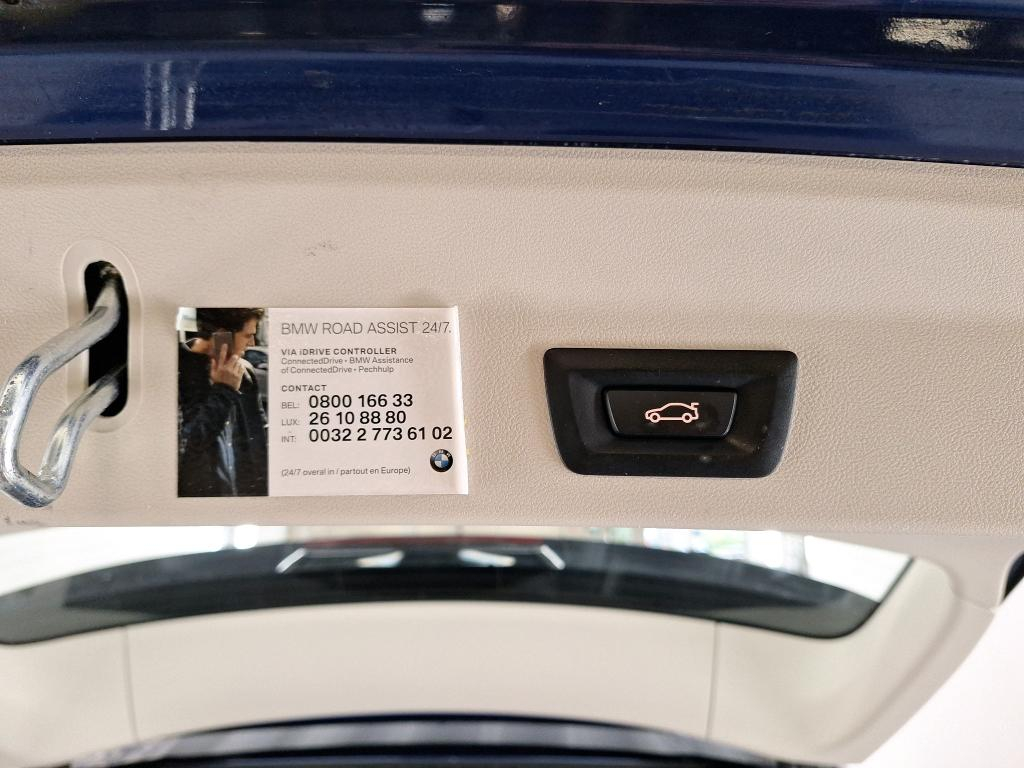 BMW ROAD ASSIST 24/7.
VIA iDRIVE CONTROLLER
ConnectedDrive • BMW Assistance
of ConnectedDrive • Pechhulp
CONTACT
BEL: 0800 166 33
LUX: 26 10 88 80
INT: 0032 2 773 61 02
(24/7 overal in / partout en Europe)